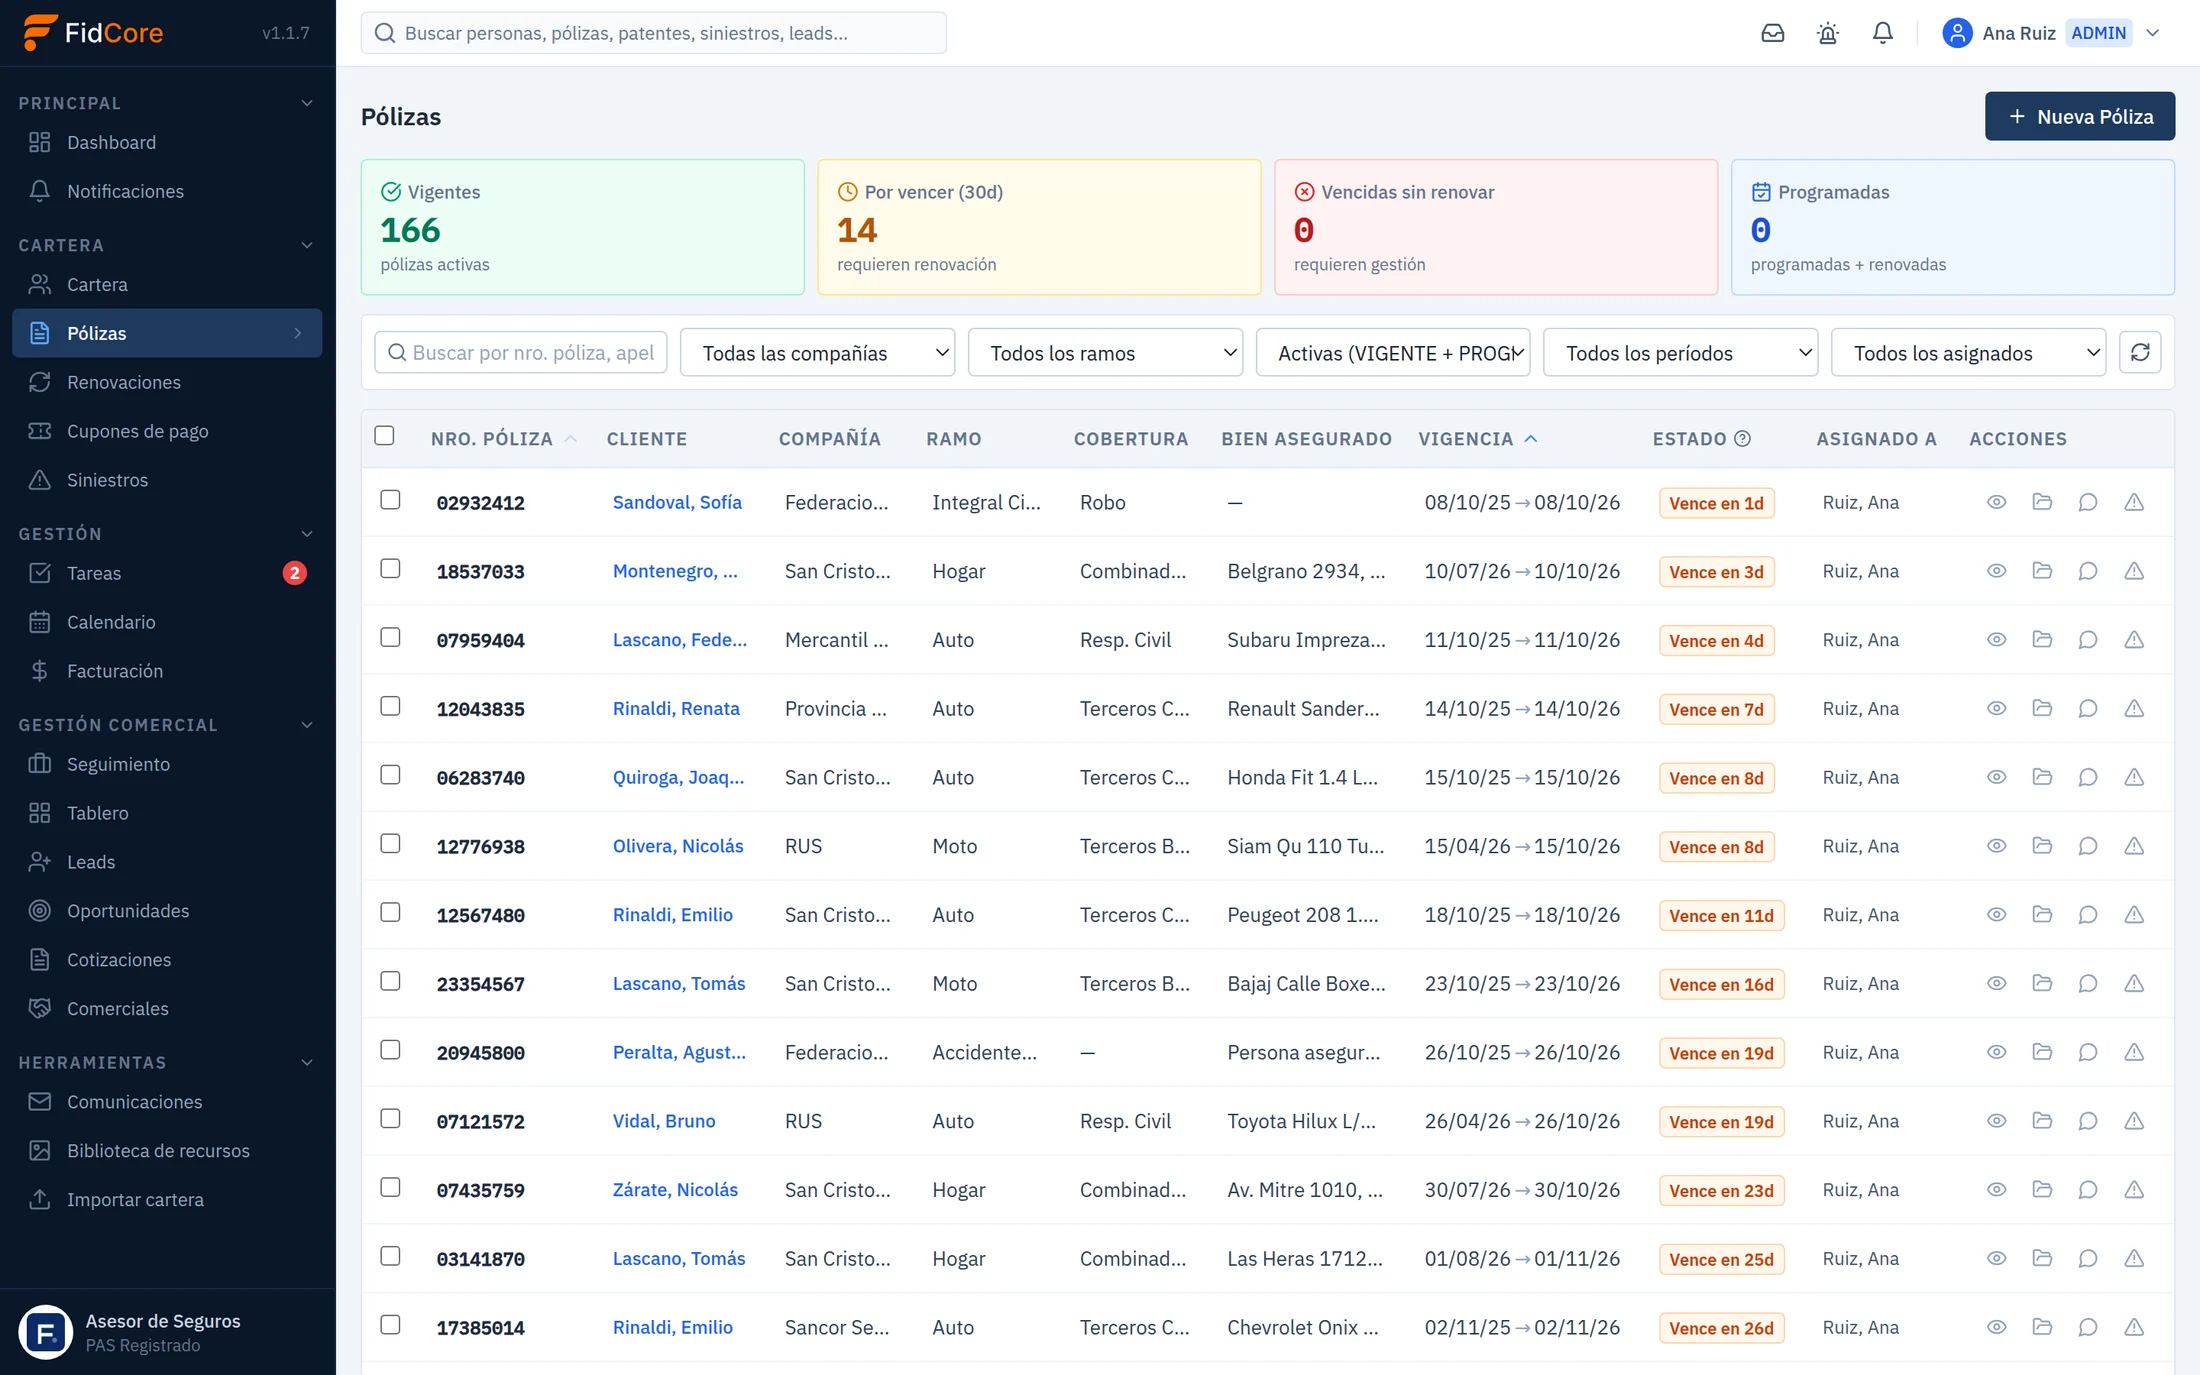 FidCore
v1.1.7
Buscar personas, pólizas, patentes, siniestros, leads...
Ana Ruiz ADMIN
PRINCIPAL
Dashboard
Notificaciones
CARTERA
Cartera
Pólizas
Renovaciones
Cupones de pago
Siniestros
GESTIÓN
Tareas 2
Calendario
Facturación
GESTIÓN COMERCIAL
Seguimiento
Tablero
Leads
Oportunidades
Cotizaciones
Comerciales
HERRAMIENTAS
Comunicaciones
Biblioteca de recursos
Importar cartera
F.
Asesor de Seguros
PAS Registrado
Pólizas
+ Nueva Póliza
Vigentes
166
pólizas activas
Por vencer (30d)
14
requieren renovación
Vencidas sin renovar
0
requieren gestión
Programadas
0
programadas + renovadas
Buscar por nro. póliza, apel
Todas las compañías
Todos los ramos
Activas (VIGENTE + PROG
Todos los períodos
Todos los asignados
NRO. PÓLIZA CLIENTE COMPAÑÍA RAMO COBERTURA BIEN ASEGURADO VIGENCIA ESTADO ASIGNADO A ACCIONES
02932412 Sandoval, Sofía Federacio... Integral Ci... Robo — 08/10/25→08/10/26 Vence en 1d Ruiz, Ana
18537033 Montenegro, ... San Cristo... Hogar Combinad... Belgrano 2934, ... 10/07/26→10/10/26 Vence en 3d Ruiz, Ana
07959404 Lascano, Fede... Mercantil ... Auto Resp. Civil Subaru Impreza... 11/10/25→11/10/26 Vence en 4d Ruiz, Ana
12043835 Rinaldi, Renata Provincia ... Auto Terceros C... Renault Sander... 14/10/25→14/10/26 Vence en 7d Ruiz, Ana
06283740 Quiroga, Joaq... San Cristo... Auto Terceros C... Honda Fit 1.4 L... 15/10/25→15/10/26 Vence en 8d Ruiz, Ana
12776938 Olivera, Nicolás RUS Moto Terceros B... Siam Qu 110 Tu... 15/04/26→15/10/26 Vence en 8d Ruiz, Ana
12567480 Rinaldi, Emilio San Cristo... Auto Terceros C... Peugeot 208 1.... 18/10/25→18/10/26 Vence en 11d Ruiz, Ana
23354567 Lascano, Tomás San Cristo... Moto Terceros B... Bajaj Calle Boxe... 23/10/25→23/10/26 Vence en 16d Ruiz, Ana
20945800 Peralta, Agust... Federacio... Accidente... — Persona asegur... 26/10/25→26/10/26 Vence en 19d Ruiz, Ana
07121572 Vidal, Bruno RUS Auto Resp. Civil Toyota Hilux L/... 26/04/26→26/10/26 Vence en 19d Ruiz, Ana
07435759 Zárate, Nicolás San Cristo... Hogar Combinad... Av. Mitre 1010, ... 30/07/26→30/10/26 Vence en 23d Ruiz, Ana
03141870 Lascano, Tomás San Cristo... Hogar Combinad... Las Heras 1712... 01/08/26→01/11/26 Vence en 25d Ruiz, Ana
17385014 Rinaldi, Emilio Sancor Se... Auto Terceros C... Chevrolet Onix ... 02/11/25→02/11/26 Vence en 26d Ruiz, Ana